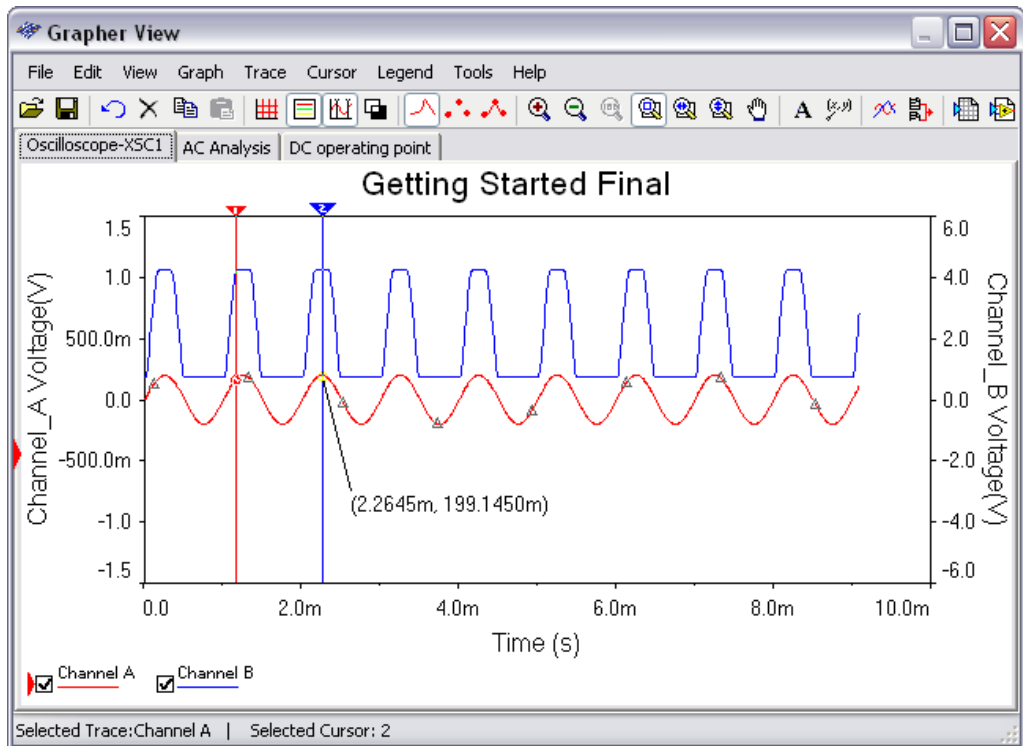 Grapher View
File Edit View Graph Trace Cursor Legend Tools Help
A (x,y)
Oscilloscope-XSC1 AC Analysis DC operating point
Getting Started Final
1 2
1.5 6.0
1.0 4.0
500.0m 2.0
0.0 0.0
-500.0m -2.0
-1.0 -4.0
-1.5 -6.0
Channel_A Voltage(V)
Channel_B Voltage(V)
(2.2645m, 199.1450m)
0.0 2.0m 4.0m 6.0m 8.0m 10.0m
Time (s)
Channel A Channel B
Selected Trace:Channel A | Selected Cursor: 2